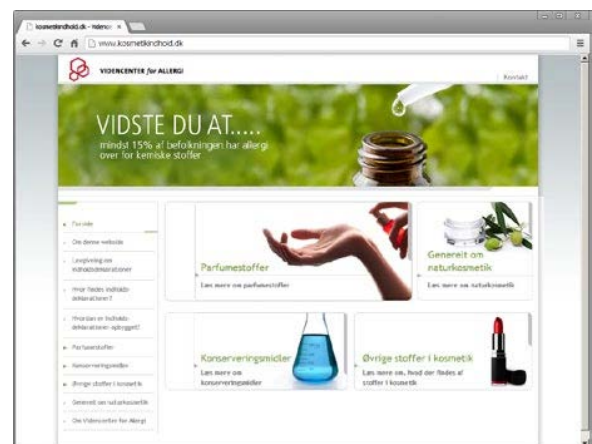 kosmetikindhold.dk - Videnc
www.kosmetikindhold.dk
VIDENCENTER for ALLERGI
Kontakt
VIDSTE DU AT.....
mindst 15% af befolkningen har allergi
over for kemiske stoffer
Forside
Om denne webside
Lovgivning om
indholdsdeklarationer
Hvor findes indholds-
deklarationer?
Hvordan er indholds-
deklarationer opbygget?
Parfumestoffer
Konserveringsmidler
Øvrige stoffer i kosmetik
Generelt om naturkosmetik
Om Videncenter for Allergi
Parfumestoffer
Læs mere om parfumestoffer
Generelt om
naturkosmetik
Læs mere om naturkosmetik
Konserveringsmidler
Læs mere om
konserveringsmidler
Øvrige stoffer i kosmetik
Læs mere om, hvad der findes af
stoffer i kosmetik